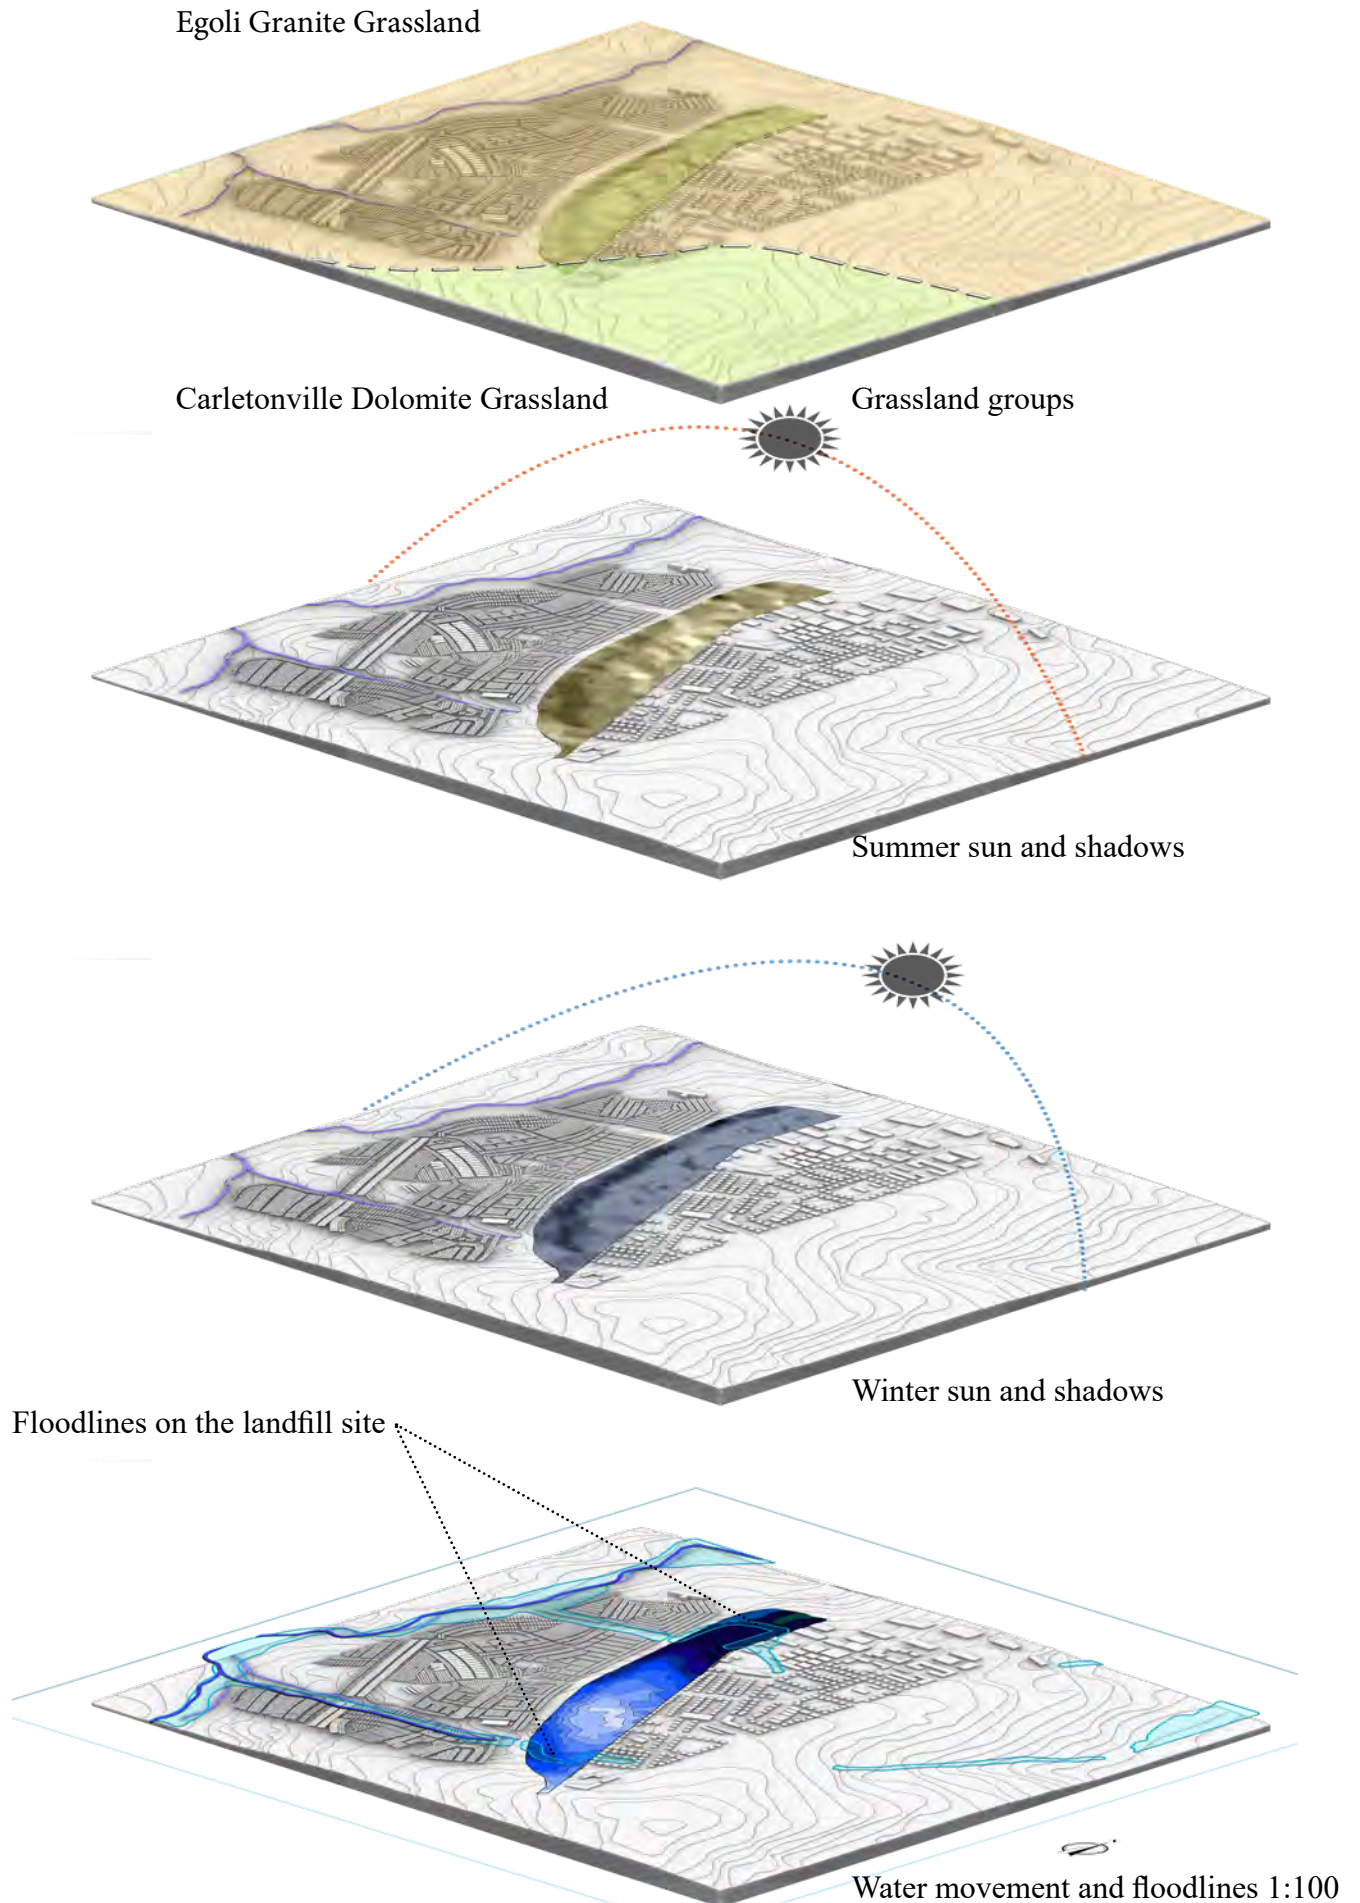 Egoli Granite Grassland
Carletonville Dolomite Grassland
Grassland groups
Summer sun and shadows
Winter sun and shadows
Floodlines on the landfill site
Water movement and floodlines 1:100